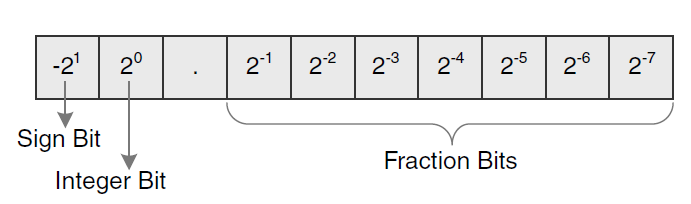 -2¹ 2⁰ . 2⁻¹ 2⁻² 2⁻³ 2⁻⁴ 2⁻⁵ 2⁻⁶ 2⁻⁷
Sign Bit
Fraction Bits
Integer Bit